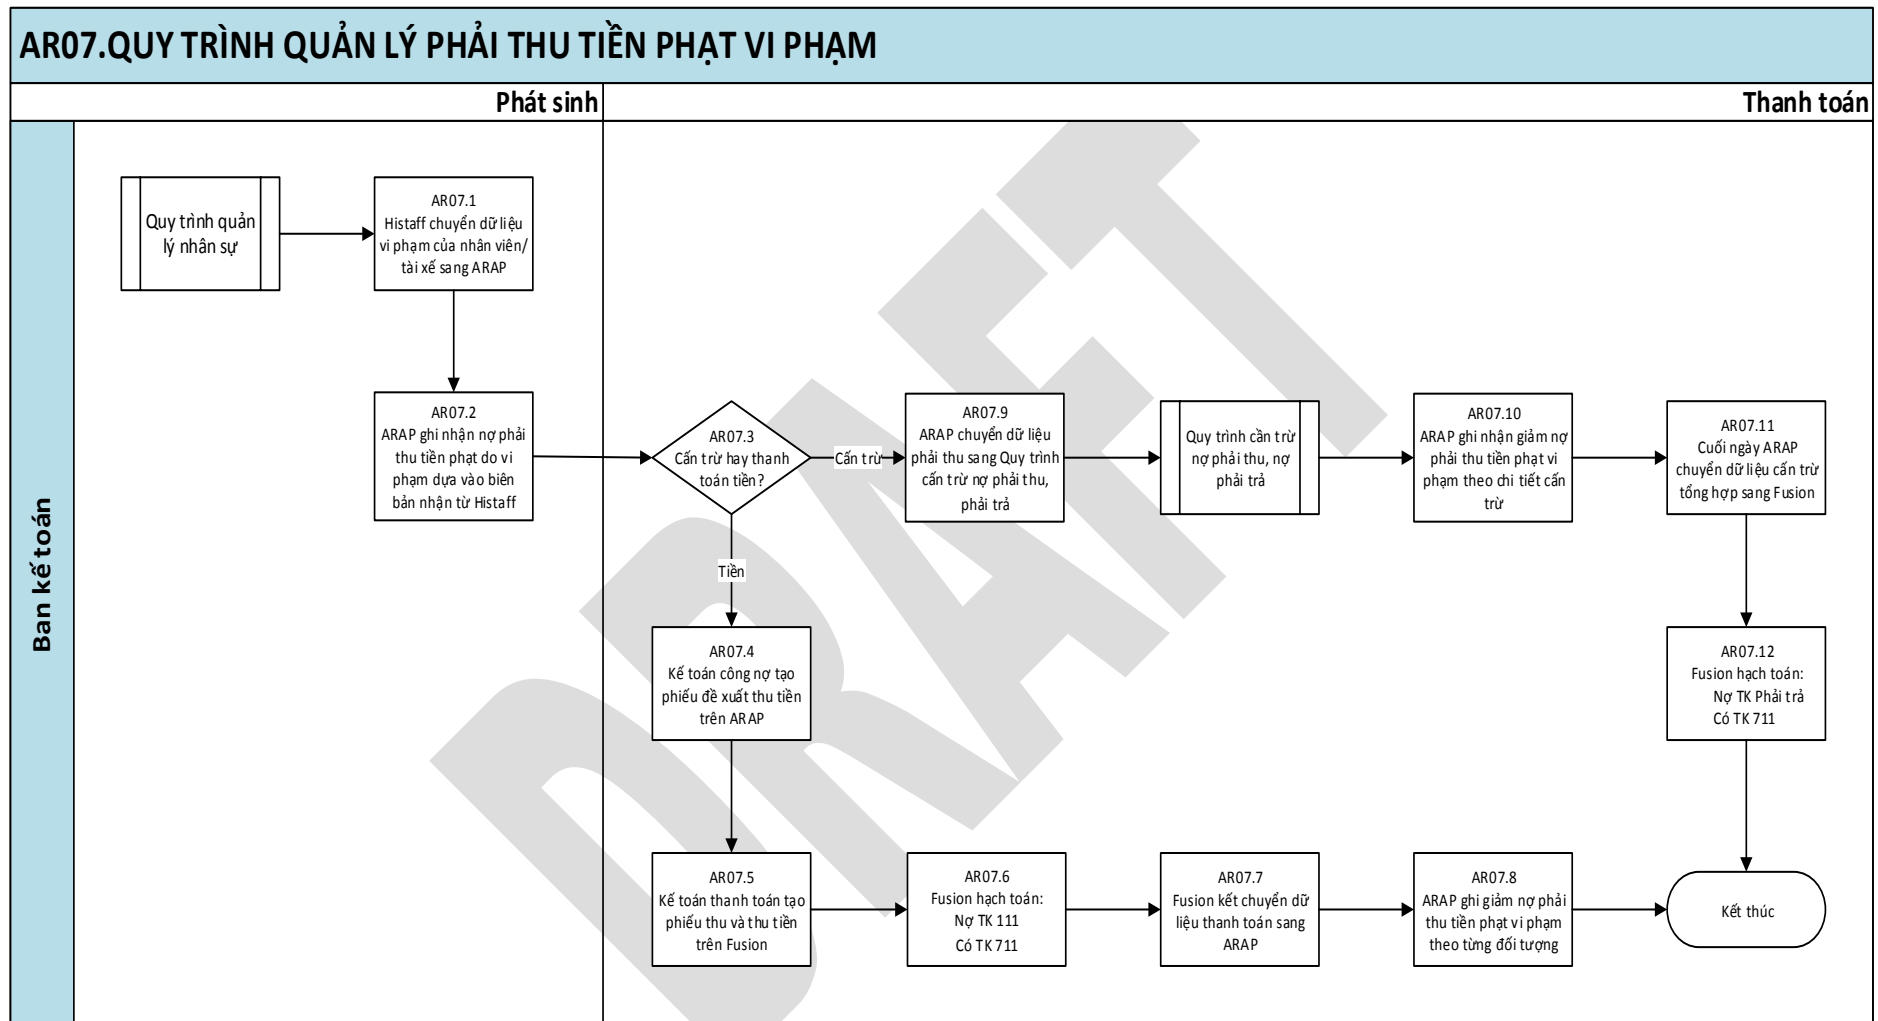 AR07.QUY TRÌNH QUẢN LÝ PHẢI THU TIỀN PHẠT VI PHẠM
Phát sinh
Thanh toán
Ban kế toán
Quy trình quản
lý nhân sự
AR07.1
Histaff chuyển dữ liệu
vi phạm của nhân viên/
tài xế sang ARAP
AR07.2
ARAP ghi nhận nợ phải
thu tiền phạt do vi
phạm dựa vào biên
bản nhận từ Histaff
AR07.3
Cấn trừ hay thanh
toán tiền?
Cấn trừ
AR07.9
ARAP chuyển dữ liệu
phải thu sang Quy trình
cấn trừ nợ phải thu,
phải trả
Quy trình cần trừ
nợ phải thu, nợ
phải trả
AR07.10
ARAP ghi nhận giảm nợ
phải thu tiền phạt vi
phạm theo chi tiết cấn
trừ
AR07.11
Cuối ngày ARAP
chuyển dữ liệu cấn trừ
tổng hợp sang Fusion
Tiền
AR07.4
Kế toán công nợ tạo
phiếu đề xuất thu tiền
trên ARAP
AR07.12
Fusion hạch toán:
Nợ TK Phải trả
Có TK 711
AR07.5
Kế toán thanh toán tạo
phiếu thu và thu tiền
trên Fusion
AR07.6
Fusion hạch toán:
Nợ TK 111
Có TK 711
AR07.7
Fusion kết chuyển dữ
liệu thanh toán sang
ARAP
AR07.8
ARAP ghi giảm nợ phải
thu tiền phạt vi phạm
theo từng đối tượng
Kết thúc
DRAFT